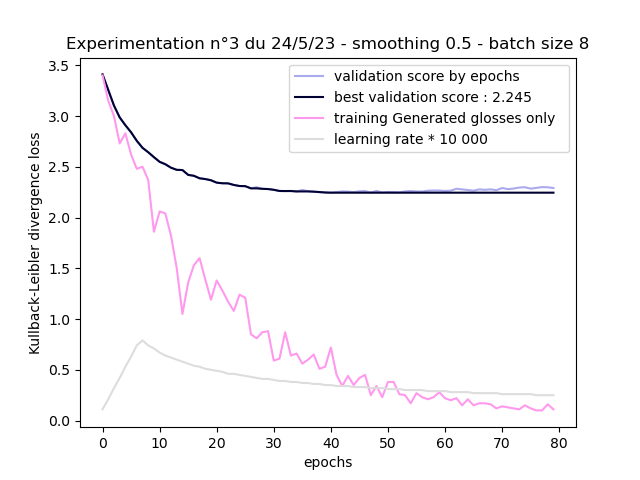 Experimentation n°3 du 24/5/23 - smoothing 0.5 - batch size 8
validation score by epochs
best validation score : 2.245
training Generated glosses only
learning rate * 10 000
Kullback-Leibler divergence loss
3.5
3.0
2.5
2.0
1.5
1.0
0.5
0.0
0 10 20 30 40 50 60 70 80
epochs